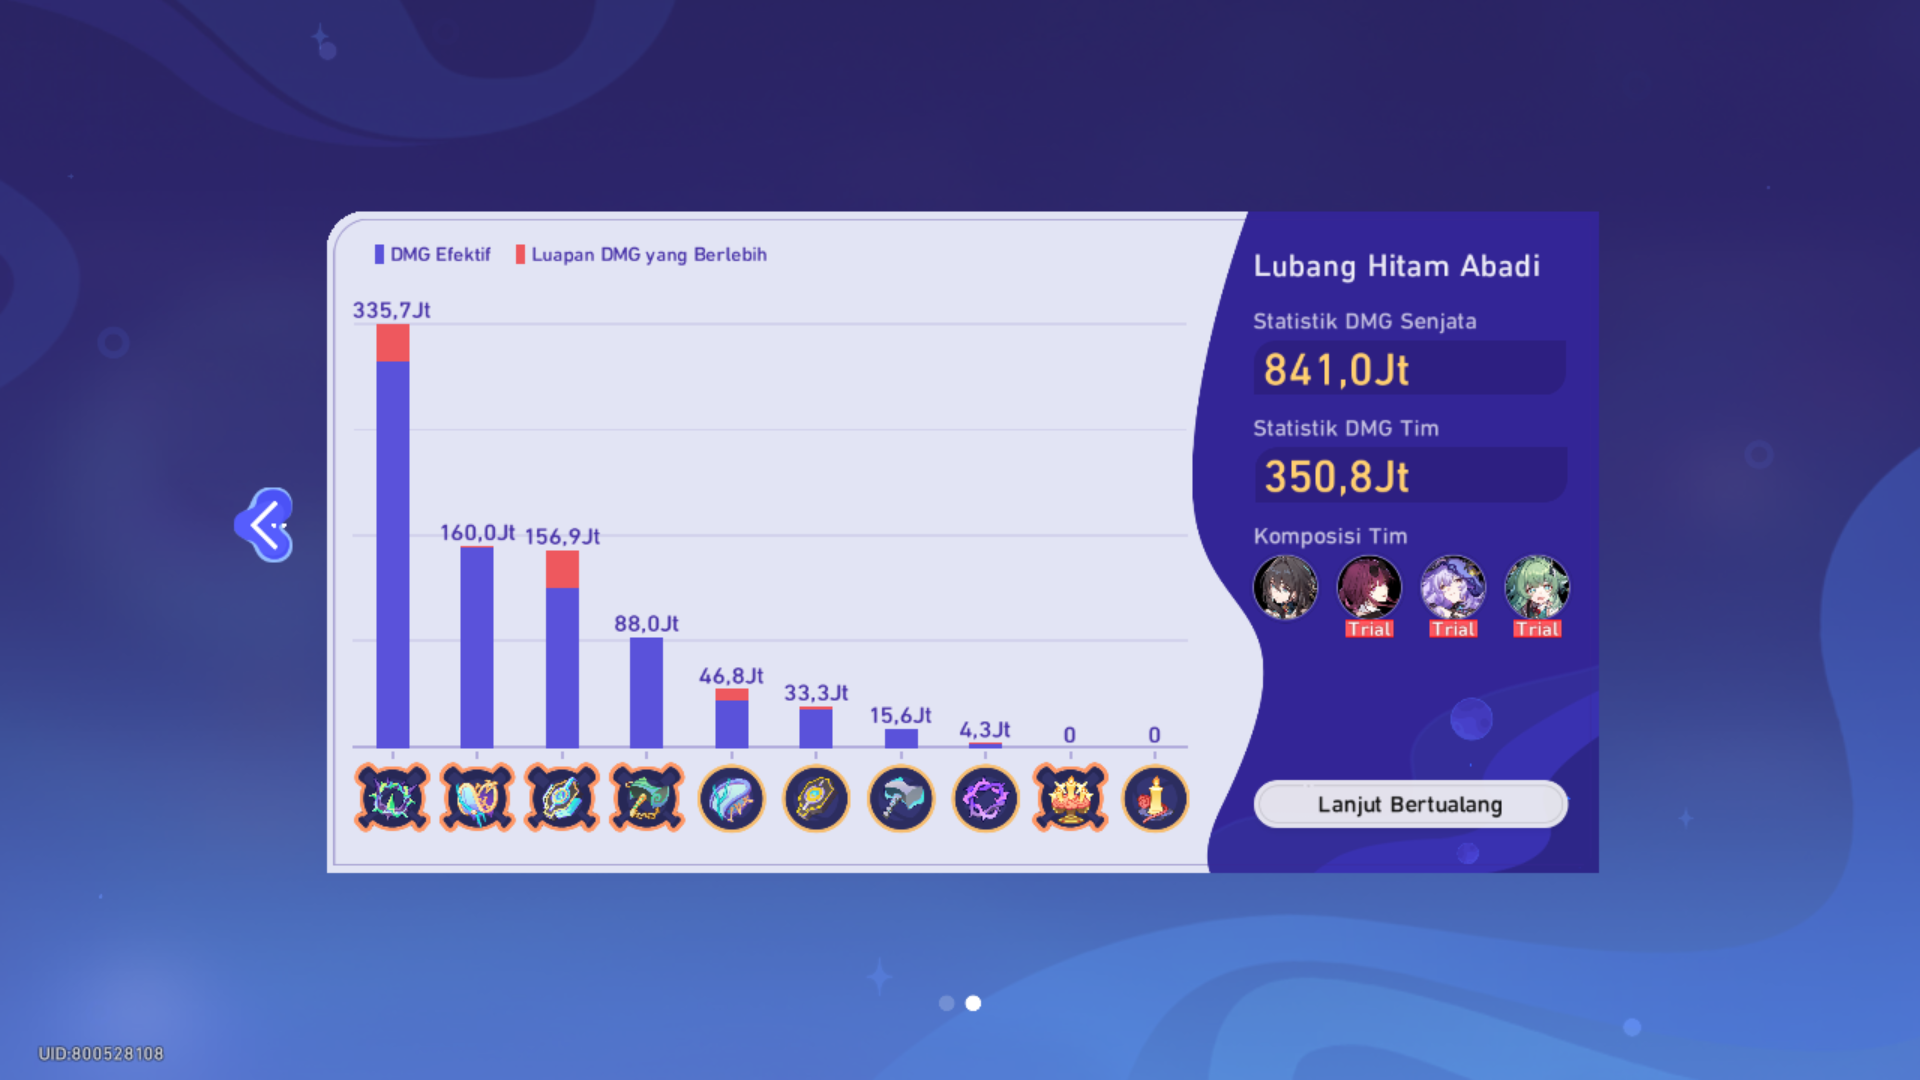 DMG Efektif Luapan DMG yang Berlebih
335,7Jt
160,0Jt
156,9Jt
88,0Jt
46,8Jt
33,3Jt
15,6Jt
4,3Jt
0
0
Lubang Hitam Abadi
Statistik DMG Senjata
841,0Jt
Statistik DMG Tim
350,8Jt
Komposisi Tim
Trial Trial Trial
Lanjut Bertualang
UID:800528108